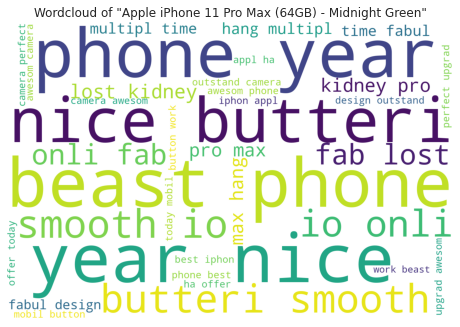 Wordcloud of "Apple iPhone 11 Pro Max (64GB) - Midnight Green"
camera perfect
awesom camera
multipl time
hang multipl
time fabul
phone year
appl ha
perfect upgrad
lost kidney
outstand camera
awesom phone
kidney pro
camera awesom
iphon appl
design outstand
nice butteri
button work
onli fab
pro max
fab lost
beast phone
today mobil
max hang
smooth io
io onli
year nice
offer today
best iphon
phone best
work beast
upgrad awesom
ha offer
fabul design
butteri smooth
mobil button